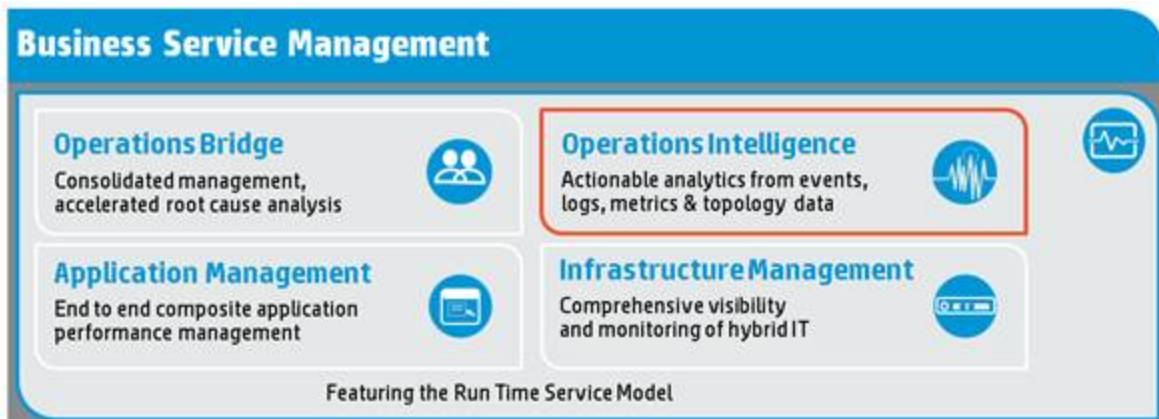 Business Service Management
Operations Bridge
Consolidated management,
accelerated root cause analysis
Operations Intelligence
Actionable analytics from events,
logs, metrics & topology data
Application Management
End to end composite application
performance management
Infrastructure Management
Comprehensive visibility
and monitoring of hybrid IT
Featuring the Run Time Service Model